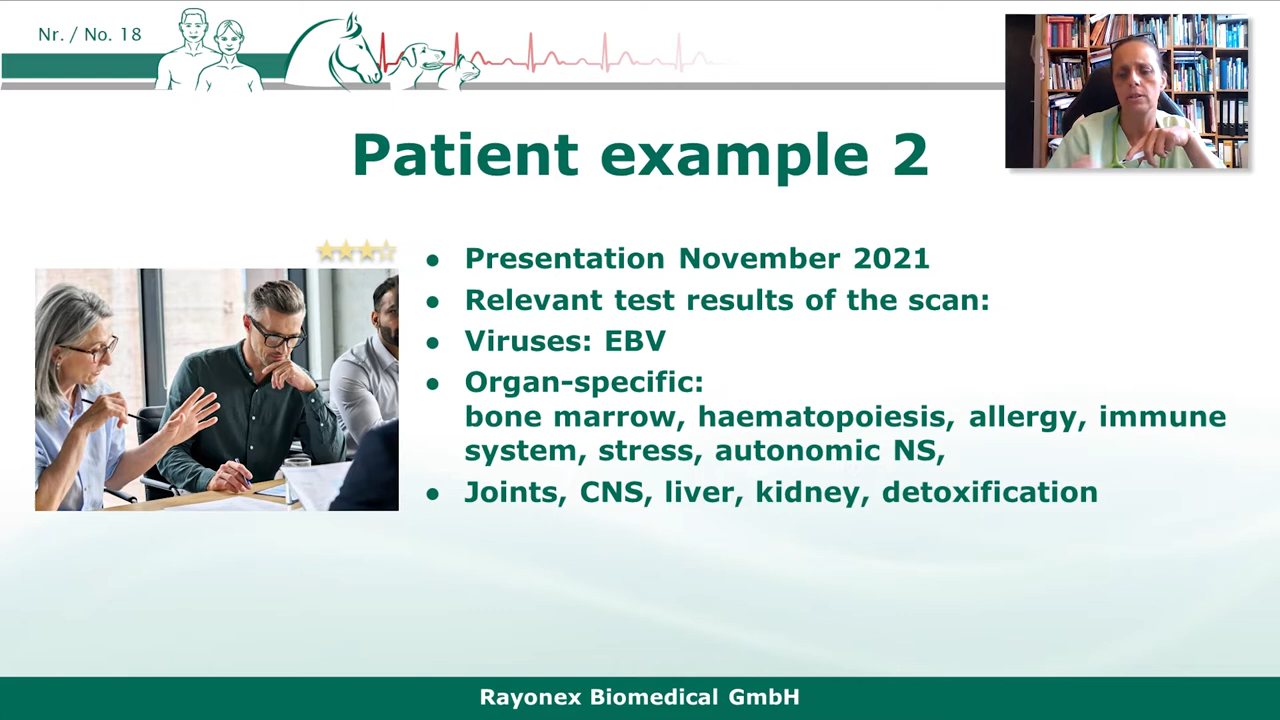 Nr. / No. 18
Patient example 2
● Presentation November 2021
● Relevant test results of the scan:
● Viruses: EBV
● Organ-specific:
bone marrow, haematopoiesis, allergy, immune
system, stress, autonomic NS,
● Joints, CNS, liver, kidney, detoxification
Rayonex Biomedical GmbH